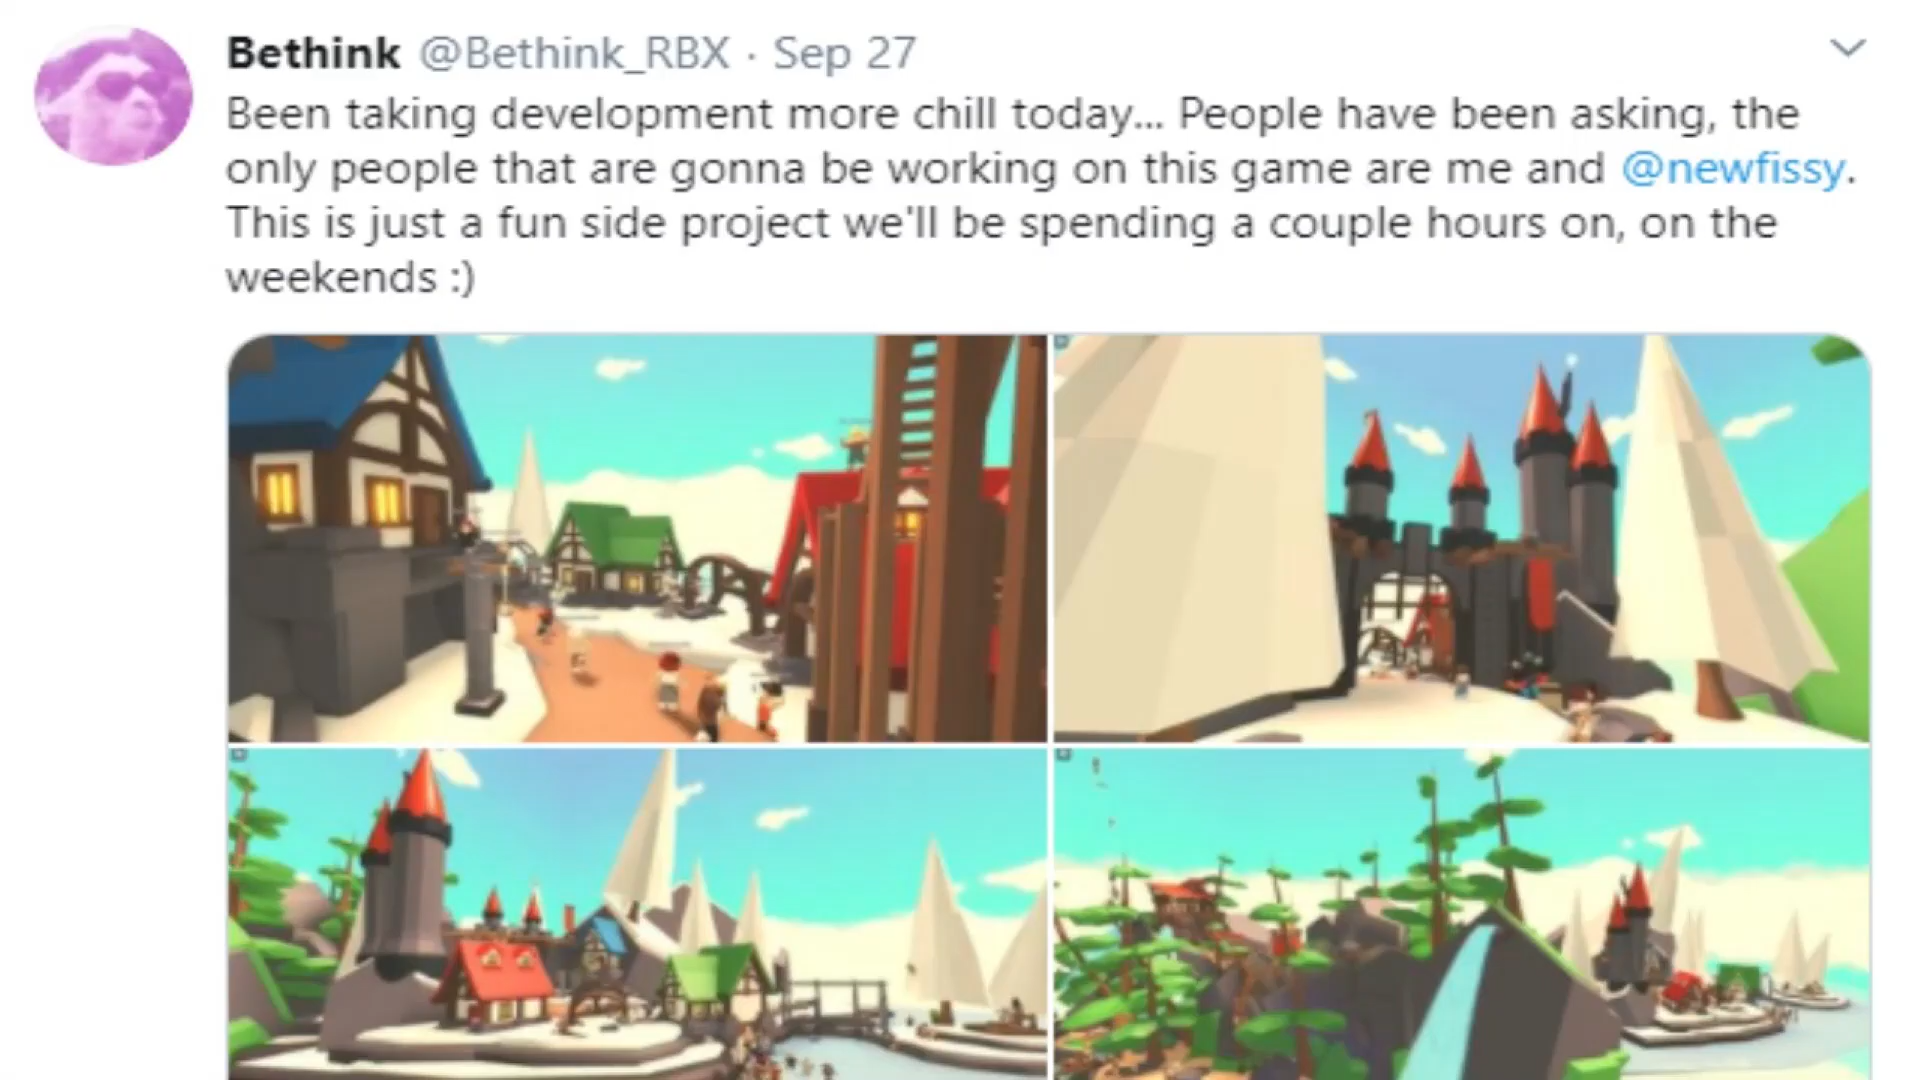 Bethink @Bethink_RBX · Sep 27
Been taking development more chill today... People have been asking, the
only people that are gonna be working on this game are me and @newfissy.
This is just a fun side project we'll be spending a couple hours on, on the
weekends :)